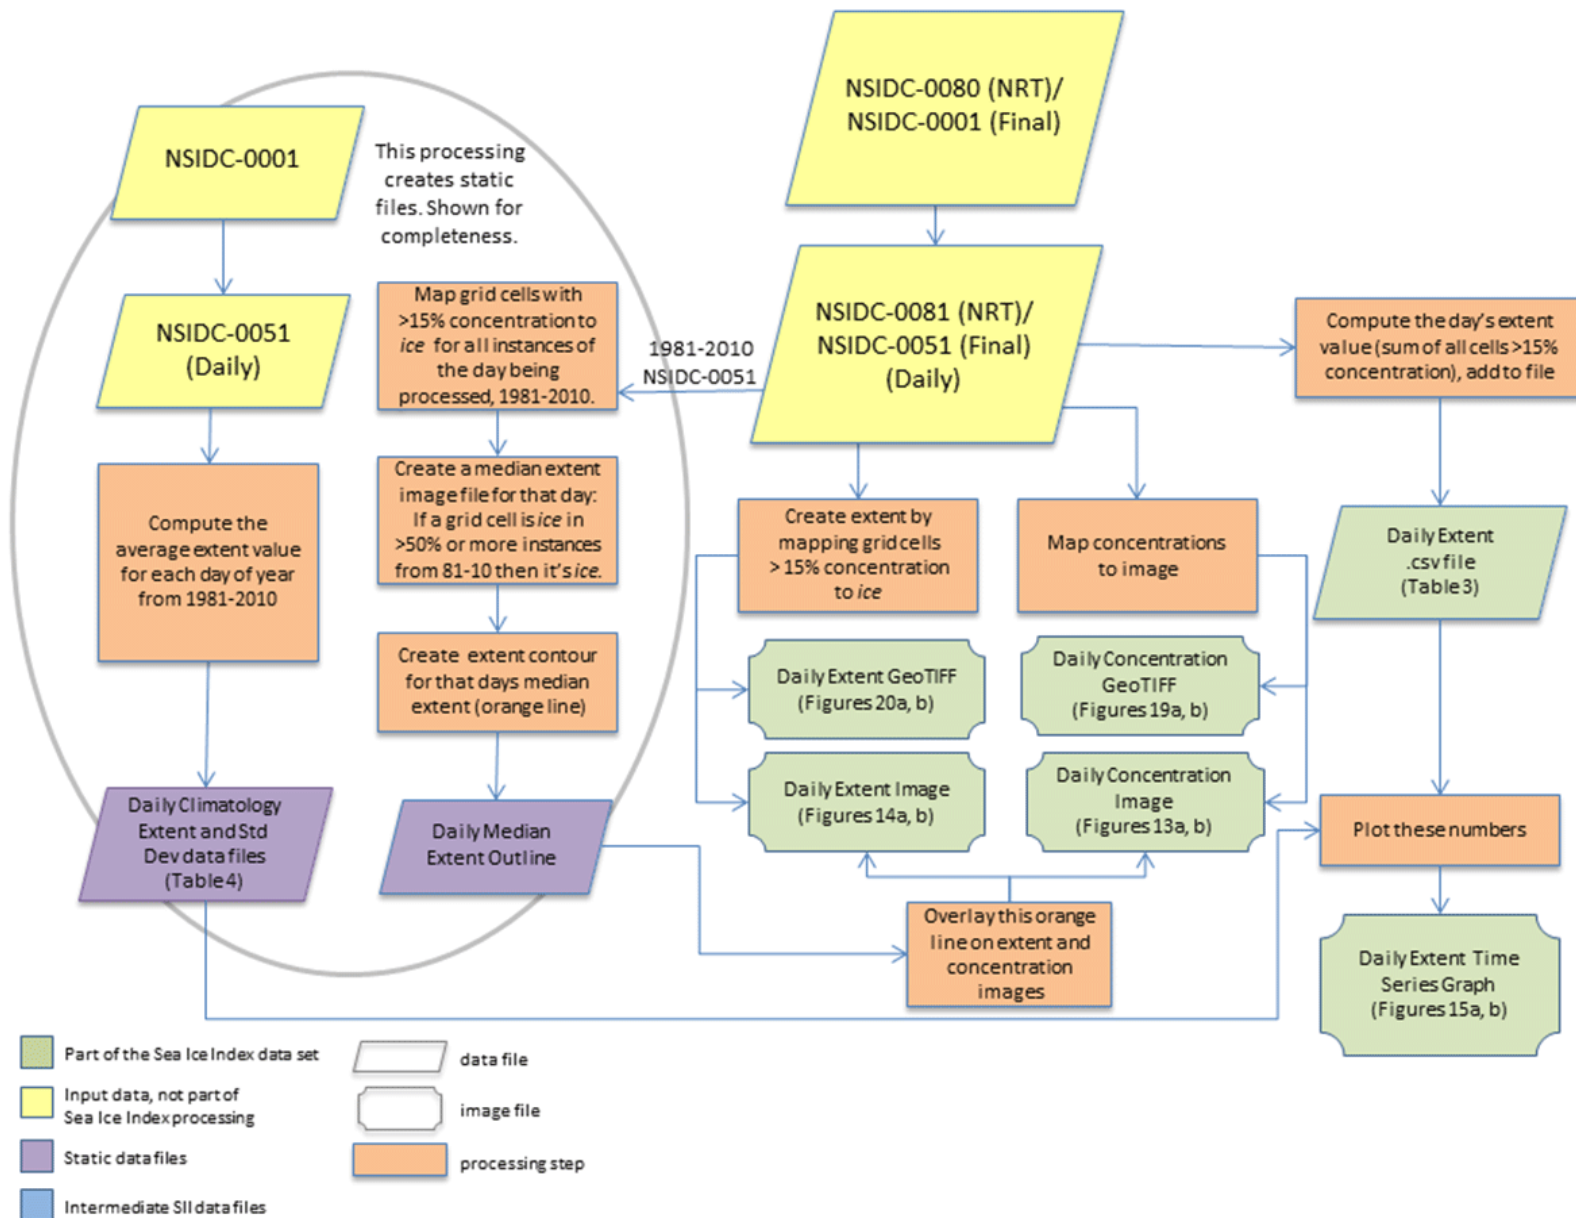 NSIDC-0080 (NRT)/
NSIDC-0001 (Final)
NSIDC-0001
This processing
creates static
files. Shown for
completeness.
NSIDC-0051
(Daily)
Map grid cells with
>15% concentration to
ice for all instances of
the day being
processed, 1981-2010.
1981-2010
NSIDC-0051
NSIDC-0081 (NRT)/
NSIDC-0051 (Final)
(Daily)
Compute the day's extent
value (sum of all cells >15%
concentration), add to file
Compute the
average extent value
for each day of year
from 1981-2010
Create a median extent
image file for that day:
If a grid cell is ice in
>50% or more instances
from 81-10 then it's ice.
Create extent by
mapping grid cells
> 15% concentration
to ice
Map concentrations
to image
Daily Extent
.csv file
(Table 3)
Create extent contour
for that days median
extent (orange line)
Daily Extent GeoTIFF
(Figures 20a, b)
Daily Concentration
GeoTIFF
(Figures 19a, b)
Daily Climatology
Extent and Std
Dev data files
(Table 4)
Daily Median
Extent Outline
Daily Extent Image
(Figures 14a, b)
Daily Concentration
Image
(Figures 13a, b)
Plot these numbers
Overlay this orange
line on extent and
concentration
images
Daily Extent Time
Series Graph
(Figures 15a, b)
Part of the Sea Ice Index data set
Input data, not part of
Sea Ice Index processing
Static data files
Intermediate SII data files
data file
image file
processing step